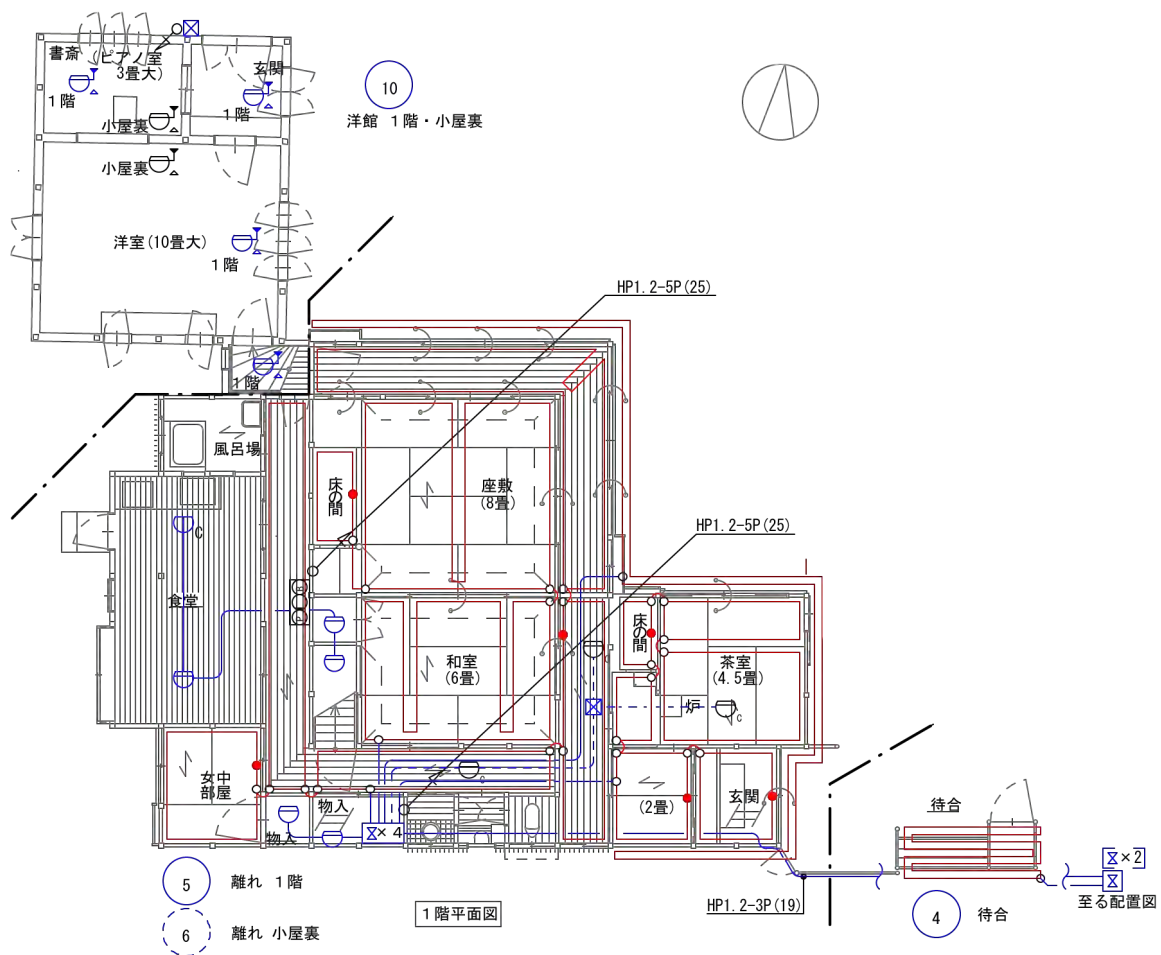 書斎
(ピアノ室
3畳大)
玄関
1階
1階
小屋裏
小屋裏
10
洋館 1階・小屋裏
洋室(10畳大)
1階
HP1.2-5P(25)
1階
風呂場
床の間
座敷
(8畳)
HP1.2-5P(25)
C
食堂
床の間
茶室
(4.5畳)
和室
(6畳)
炉
C
C
女中
部屋
物入
物入
×4
(2畳)
玄関
待合
×2
至る配置図
HP1.2-3P(19)
5
離れ 1階
6
離れ 小屋裏
1階平面図
4
待合